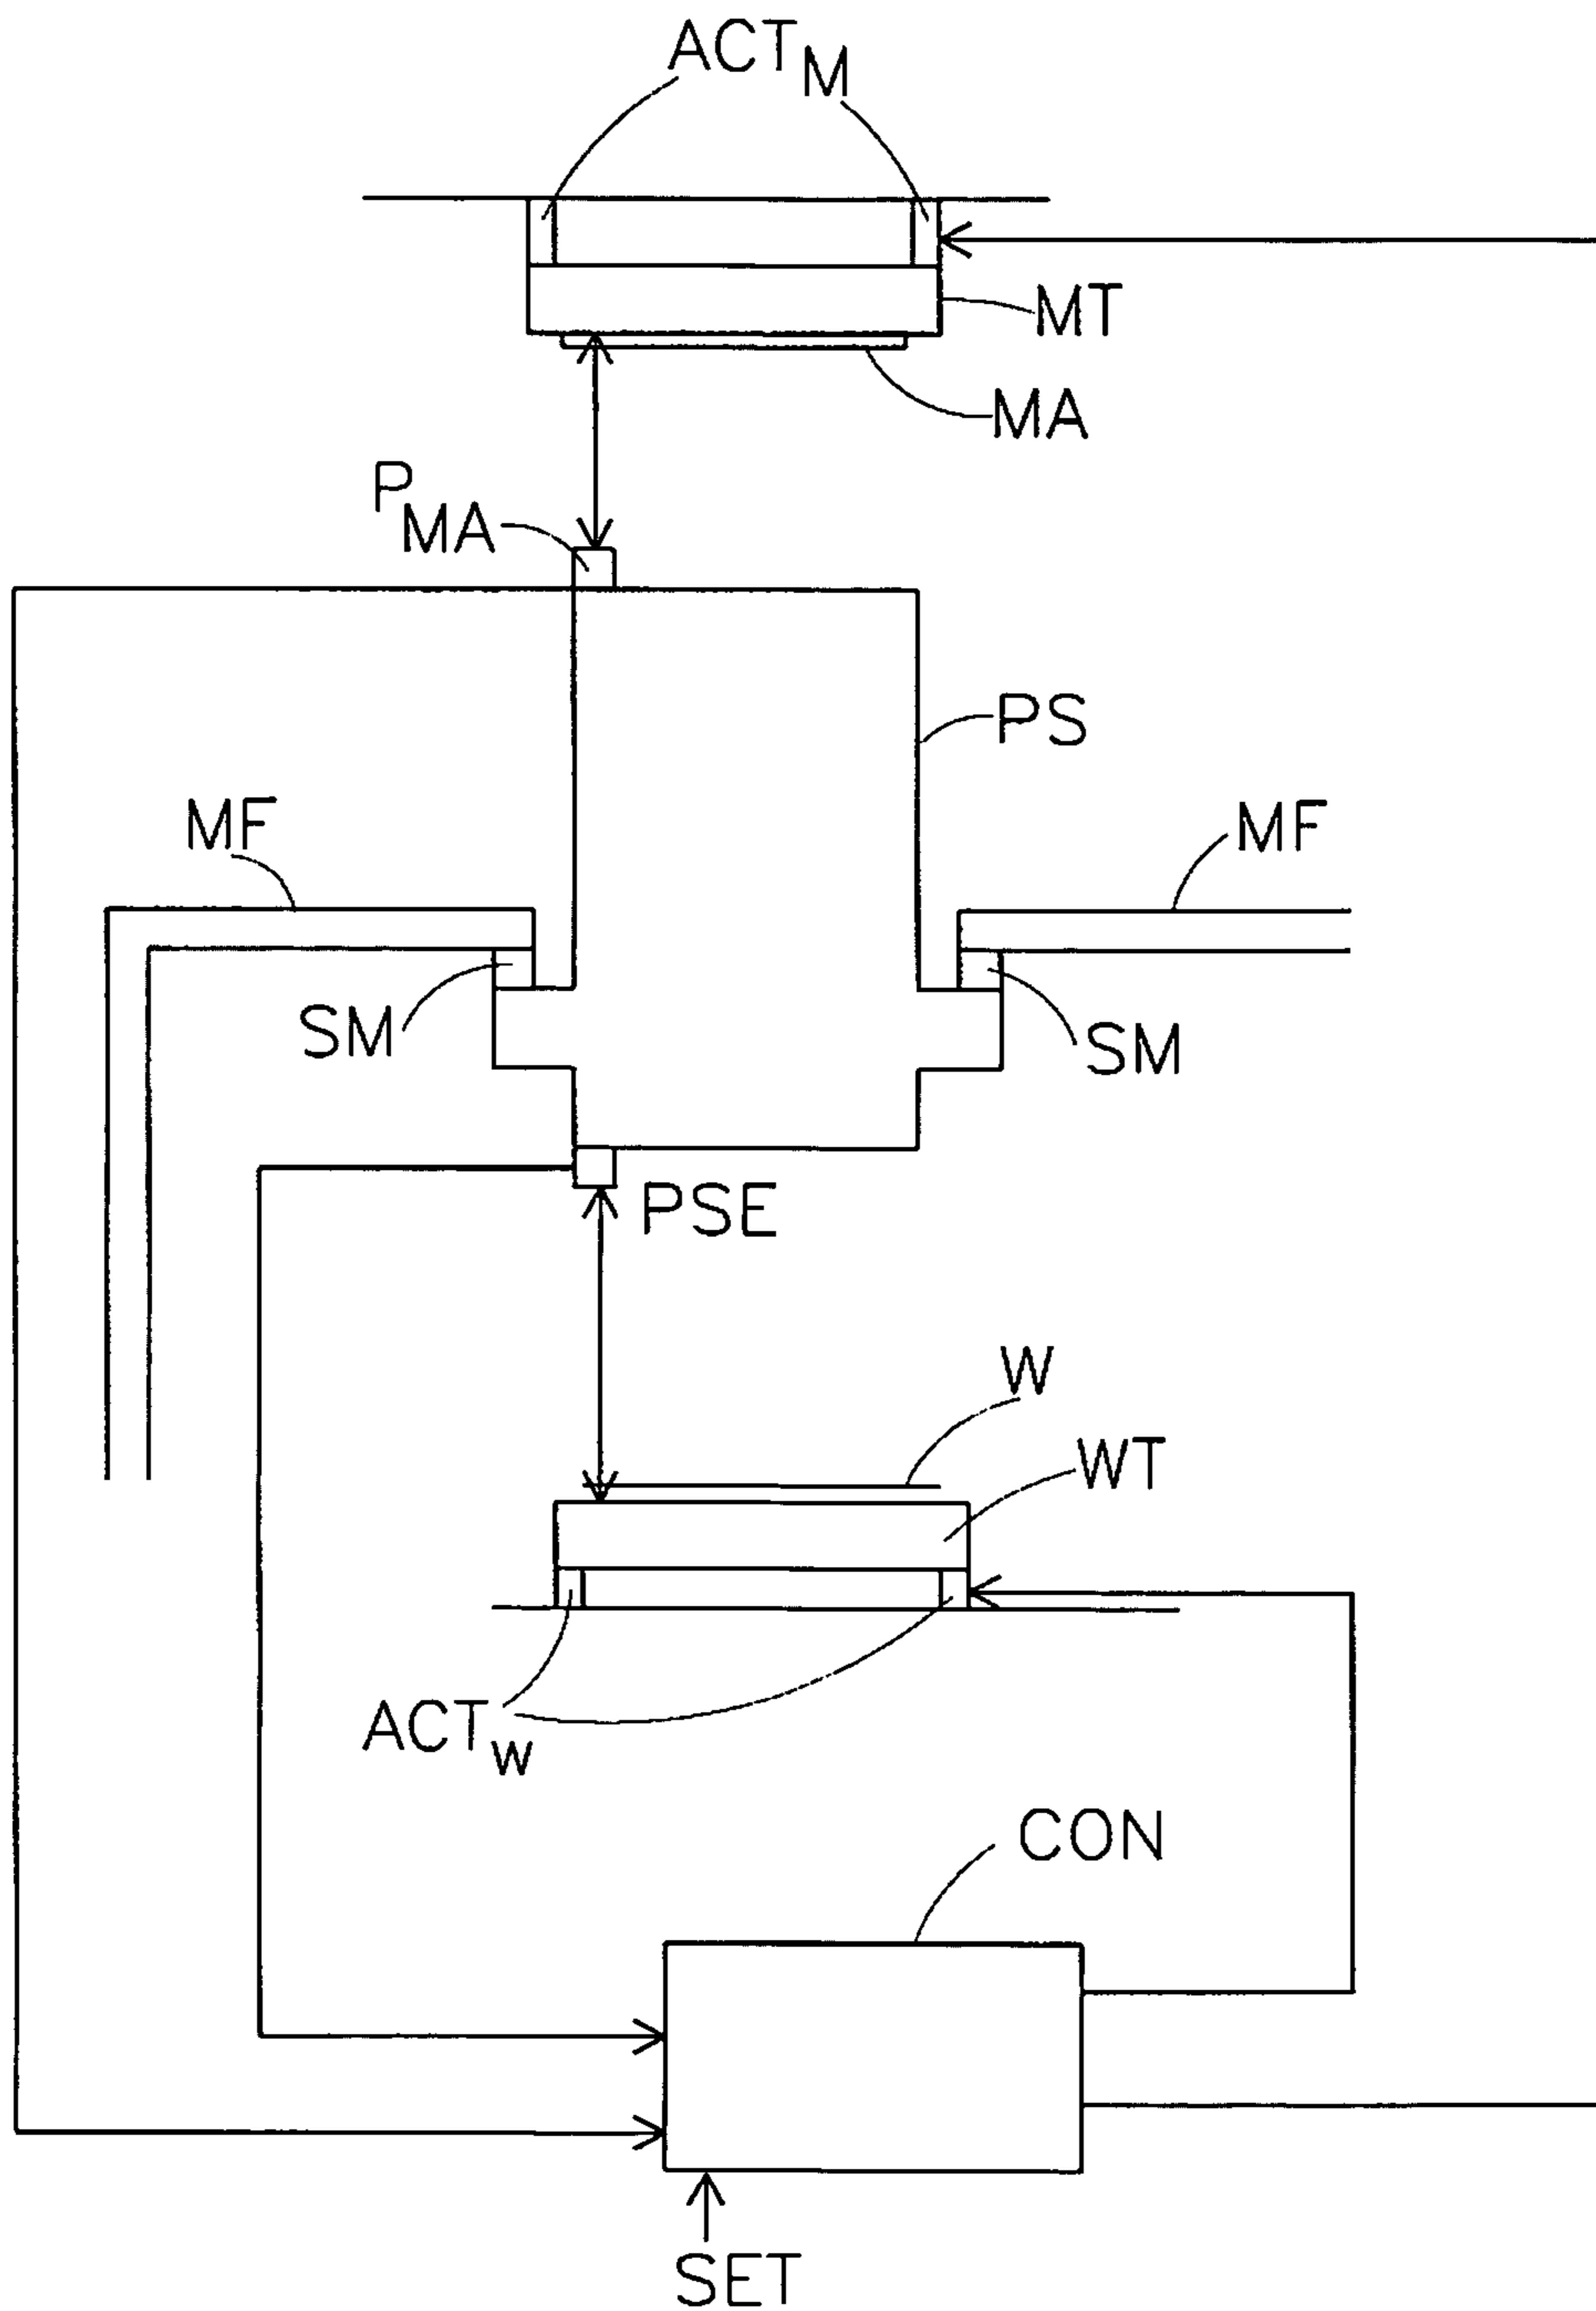 ACT_M
MT
MA
P_MA
PS
MF
MF
SM
SM
PSE
W
WT
ACT_W
CON
SET